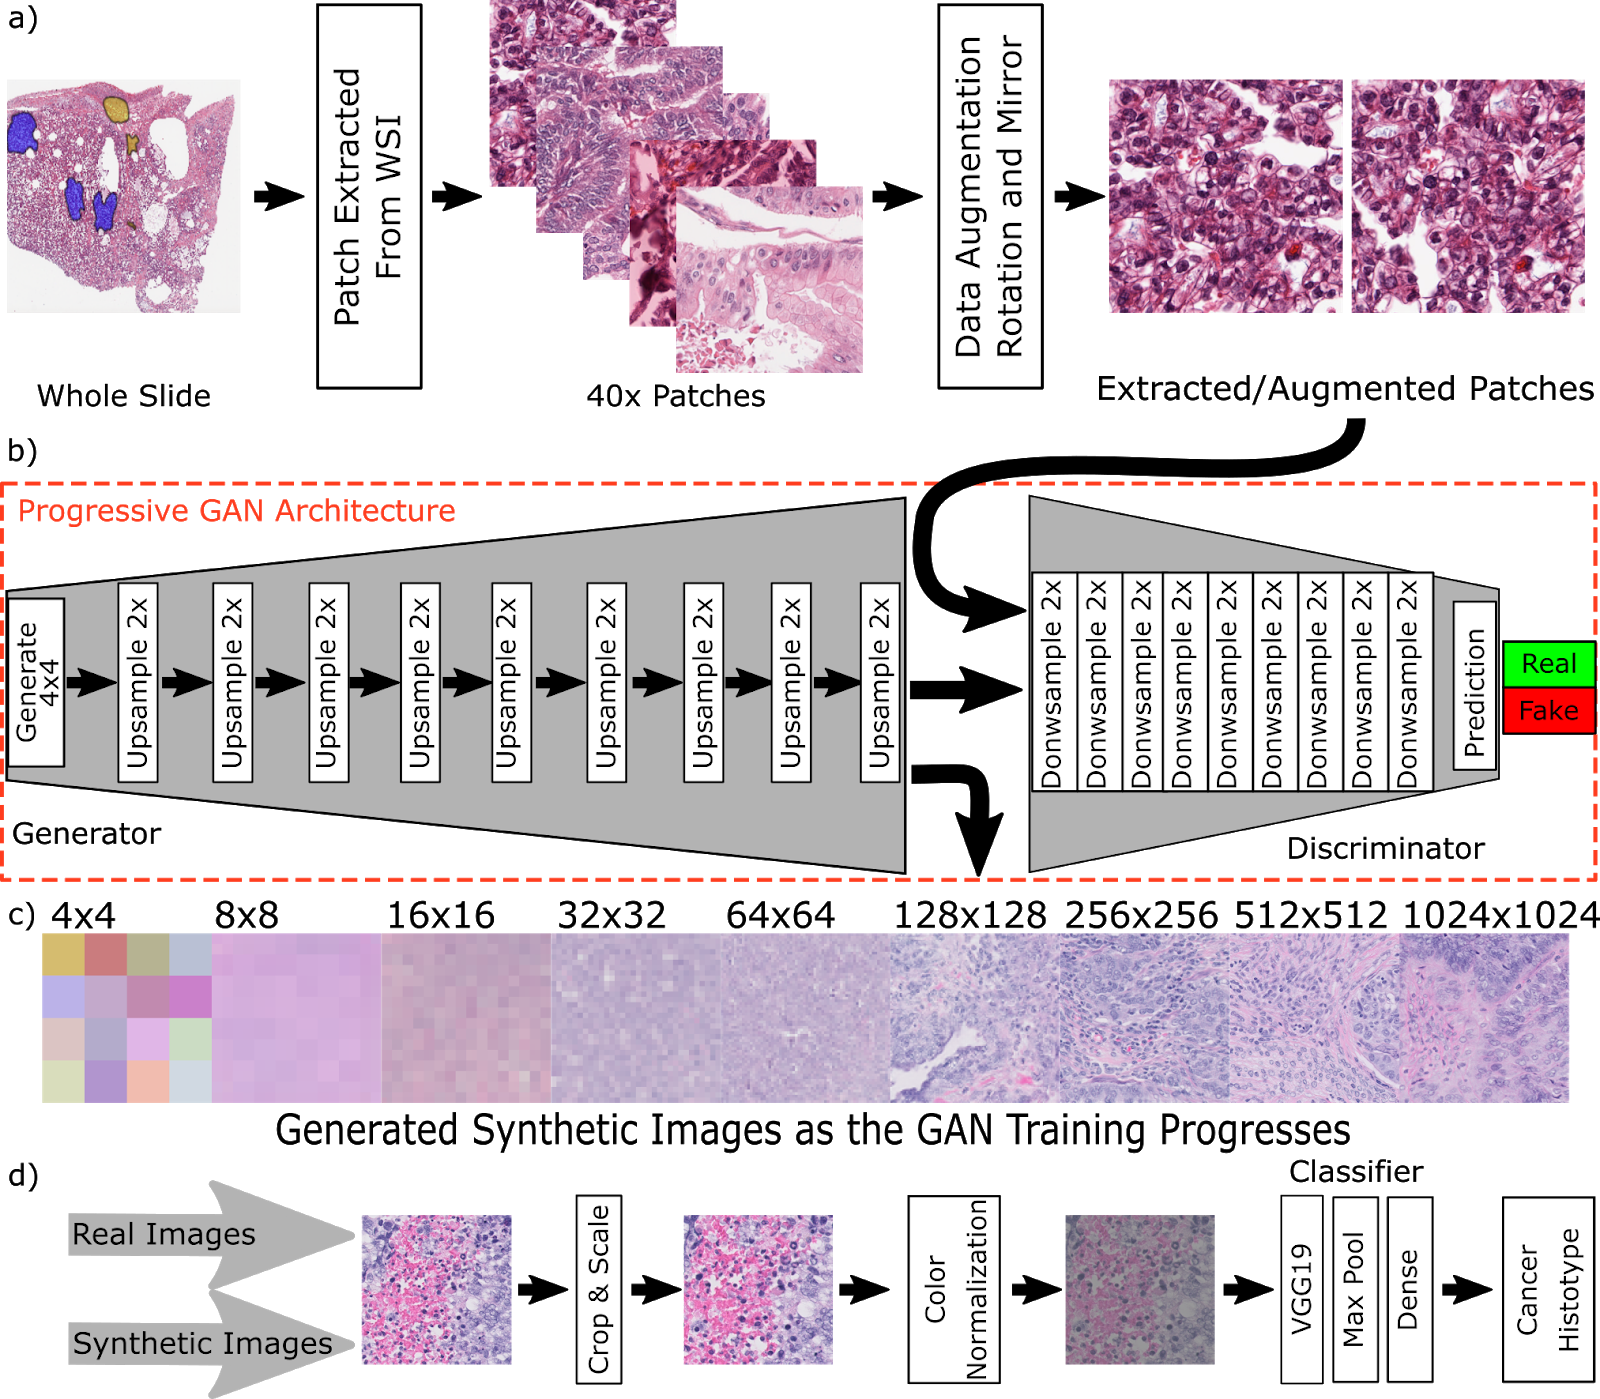 a)
Patch Extracted
From WSI
Data Augmentation
Rotation and Mirror
Whole Slide
40x Patches
Extracted/Augmented Patches
b)
Progressive GAN Architecture
Generate
4x4
Upsample 2x
Upsample 2x
Upsample 2x
Upsample 2x
Upsample 2x
Upsample 2x
Upsample 2x
Upsample 2x
Upsample 2x
Donwsample 2x
Donwsample 2x
Donwsample 2x
Donwsample 2x
Donwsample 2x
Donwsample 2x
Donwsample 2x
Donwsample 2x
Donwsample 2x
Prediction
Real
Fake
Generator
Discriminator
c)
4x4
8x8
16x16
32x32
64x64
128x128
256x256
512x512
1024x1024
Generated Synthetic Images as the GAN Training Progresses
d)
Real Images
Synthetic Images
Crop & Scale
Color
Normalization
Classifier
VGG19
Max Pool
Dense
Cancer
Histotype